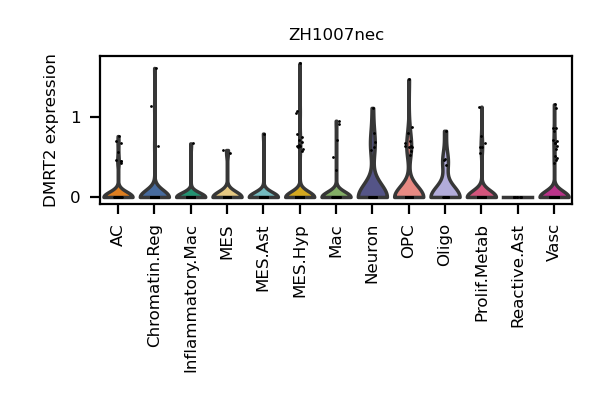 ZH1007nec
DMRT2 expression
1
0
AC
Chromatin.Reg
Inflammatory.Mac
MES
MES.Ast
MES.Hyp
Mac
Neuron
OPC
Oligo
Prolif.Metab
Reactive.Ast
Vasc